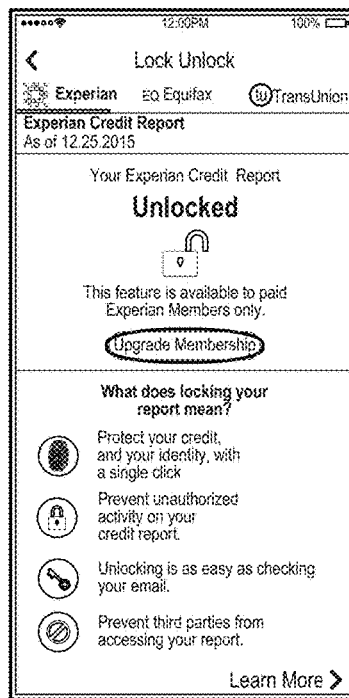 12:00PM 100%
Lock Unlock
Experian EQ Equifax tu TransUnion
Experian Credit Report
As of 12.25.2015
Your Experian Credit Report
Unlocked
This feature is available to paid
Experian Members only.
Upgrade Membership
What does locking your
report mean?
Protect your credit,
and your identity, with
a single click
Prevent unauthorized
activity on your
credit report.
Unlocking is as easy as checking
your email.
Prevent third parties from
accessing your report.
Learn More